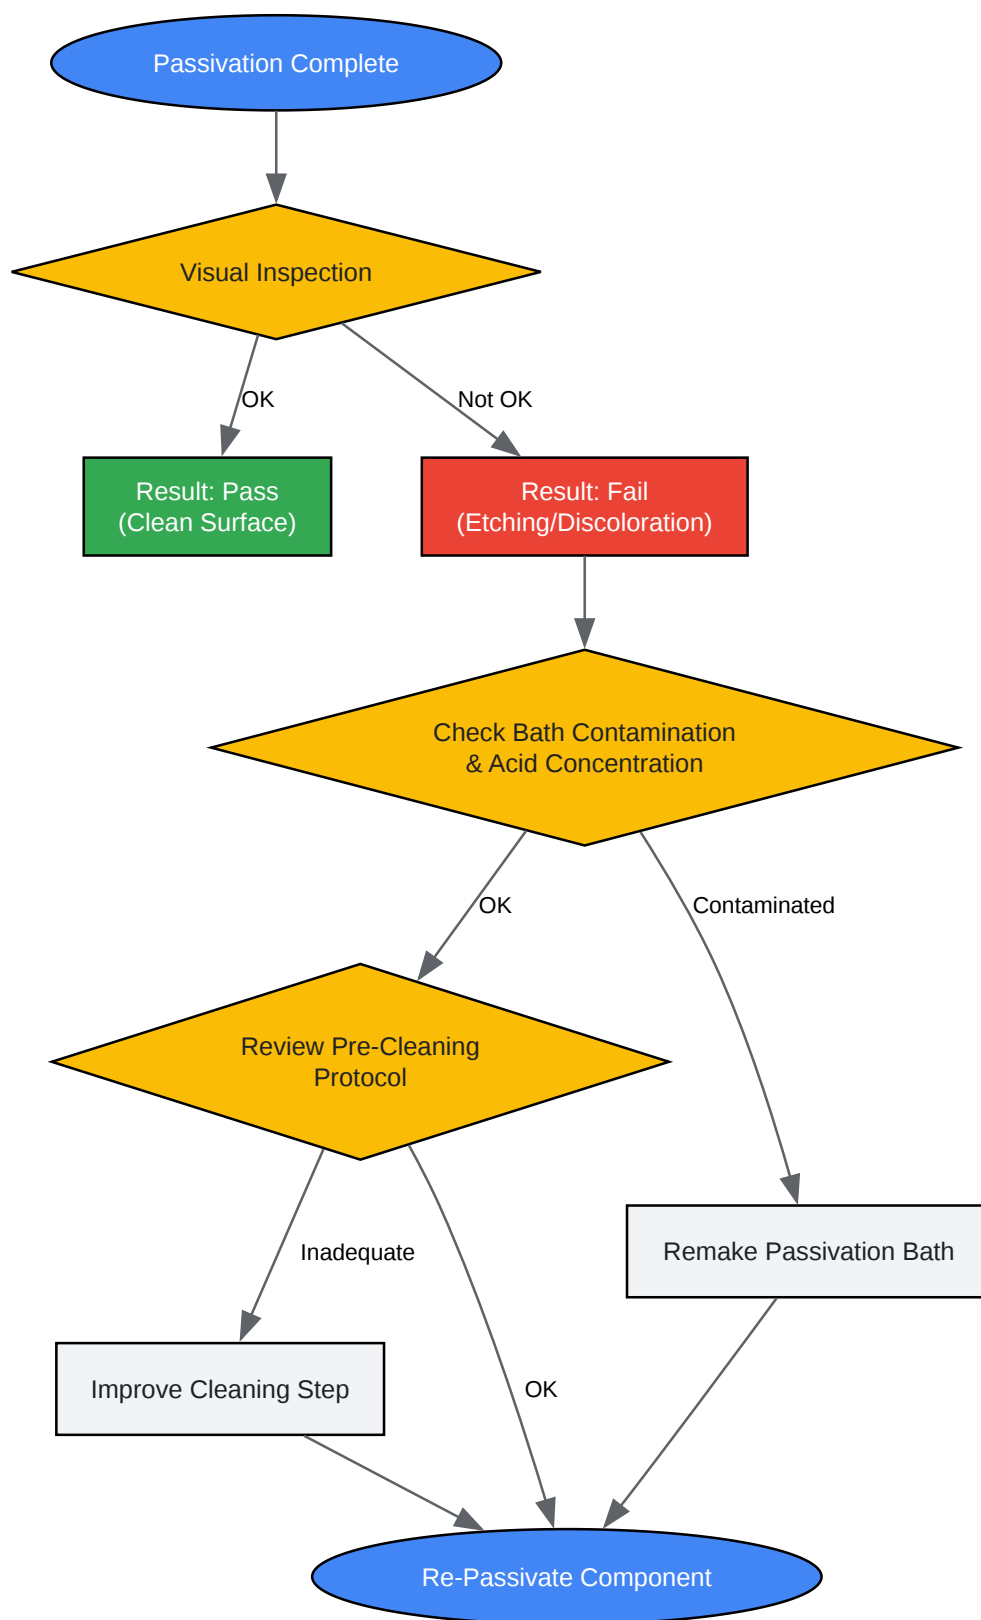 Passivation Complete
Visual Inspection
OK
Not OK
Result: Pass
(Clean Surface)
Result: Fail
(Etching/Discoloration)
Check Bath Contamination
& Acid Concentration
OK
Contaminated
Review Pre-Cleaning
Protocol
Inadequate
Remake Passivation Bath
Improve Cleaning Step
OK
Re-Passivate Component